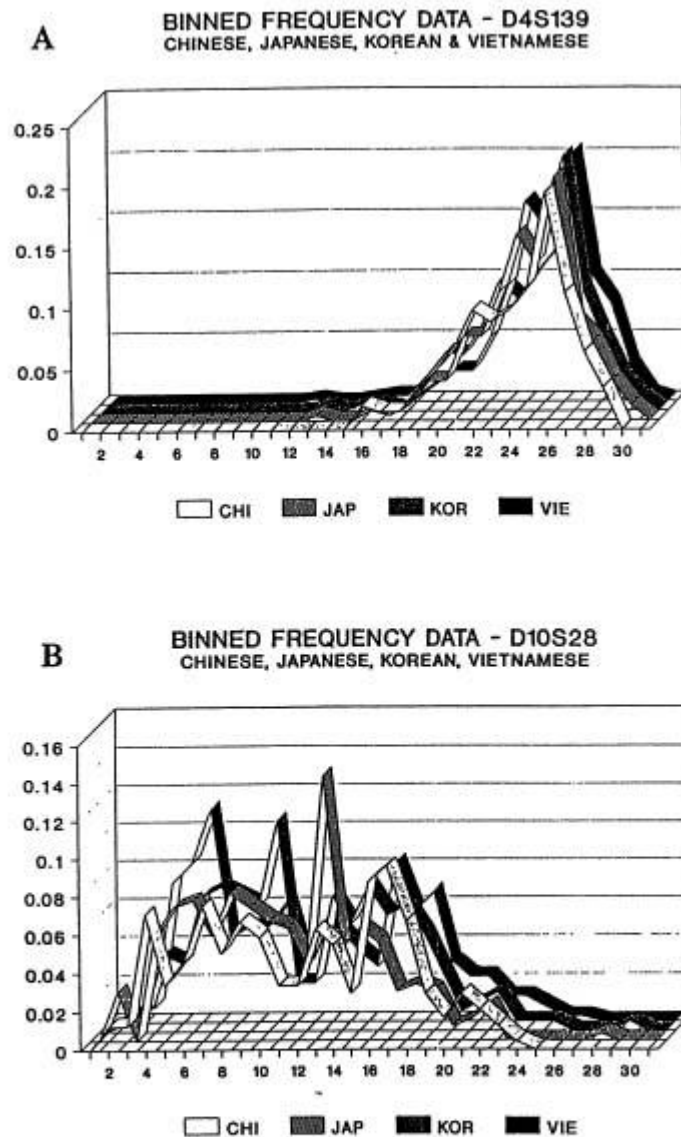 A
BINNED FREQUENCY DATA - D4S139
CHINESE, JAPANESE, KOREAN & VIETNAMESE
0.25
0.2
0.15
0.1
0.05
0
2 4 6 8 10 12 14 16 18 20 22 24 26 30
CHI JAP KOR VIE
B
BINNED FREQUENCY DATA - D10S28
CHINESE, JAPANESE, KOREAN, VIETNAMESE
0.16
0.14
0.12
0.1
0.08
0.06
0.04
0.02
0
2 4 6 8 10 12 14 16 18 20 22 24 26 30
CHI JAP KOR VIE